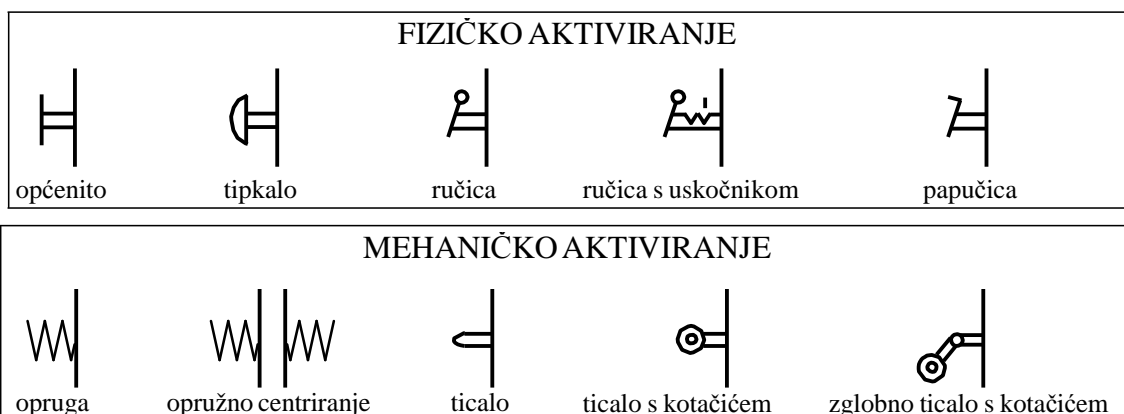 FIZIČKO AKTIVIRANJE
općenito tipkalo ručica ručica s uskočnikom papučica
MEHANIČKO AKTIVIRANJE
opruga opružno centriranje ticalo ticalo s kotačićem zglobno ticalo s kotačićem